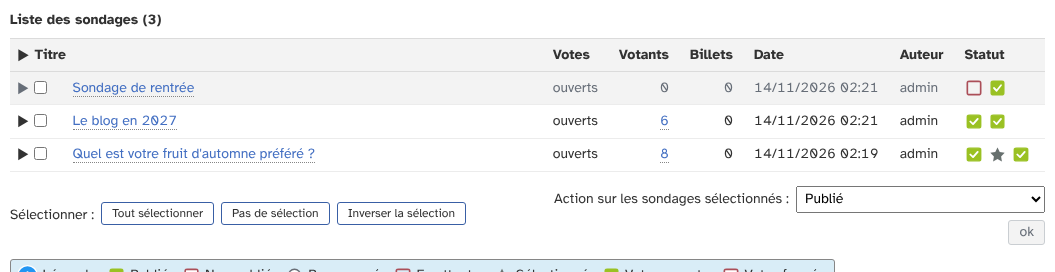 Liste des sondages (3)
Titre Votes Votants Billets Date Auteur Statut
Sondage de rentrée ouverts 0 0 14/11/2026 02:21 admin
Le blog en 2027 ouverts 6 0 14/11/2026 02:21 admin
Quel est votre fruit d'automne préféré ? ouverts 8 0 14/11/2026 02:19 admin
Action sur les sondages sélectionnés : Publié
Sélectionner : Tout sélectionner Pas de sélection Inverser la sélection
ok